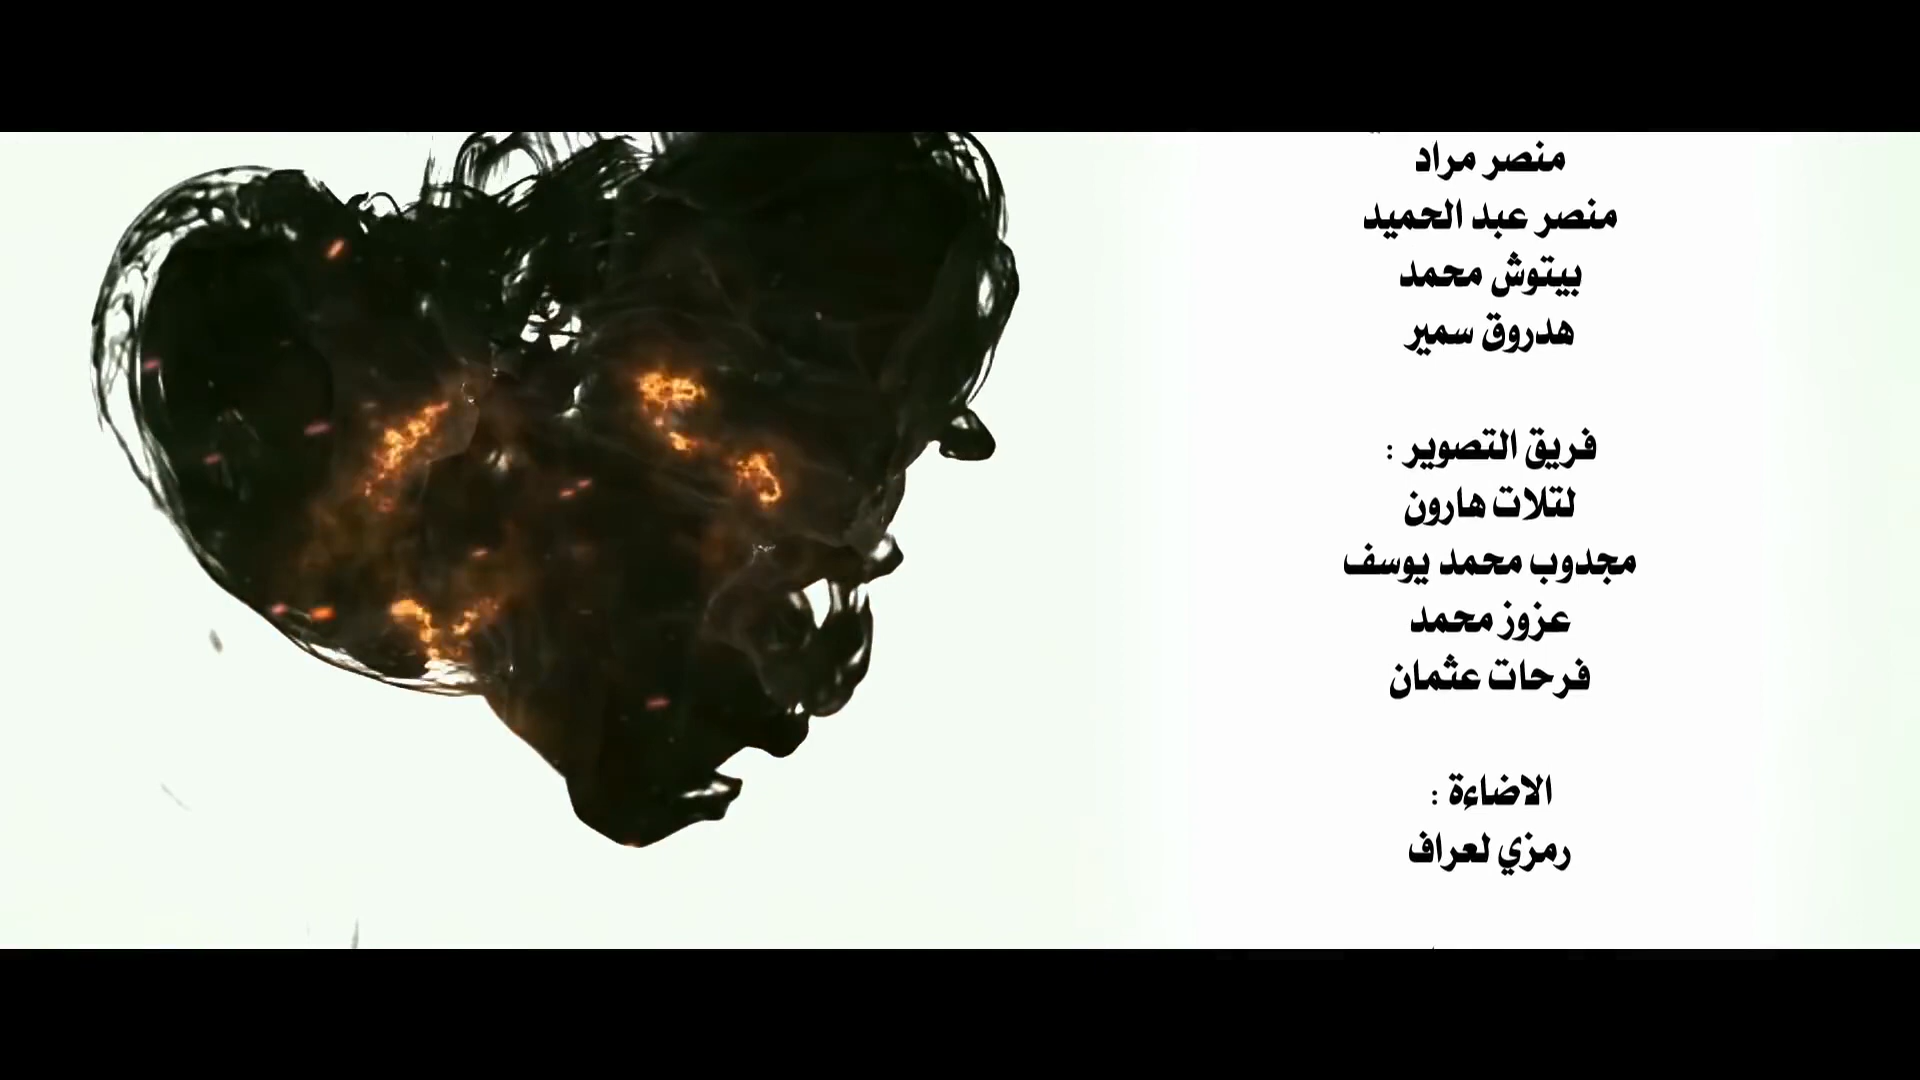 منصر مراد
منصر عبد الحميد
بيتوش محمد
هدروق سمير
فريق التصوير :
لتلات هارون
مجدوب محمد يوسف
عزوز محمد
فرحات عثمان
الاضاءة :
رمزي لعراف